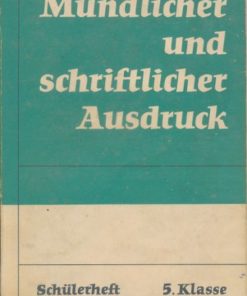 Mündlicher
und
schriftlicher
Ausdruck
Schülerheft 5. Klasse